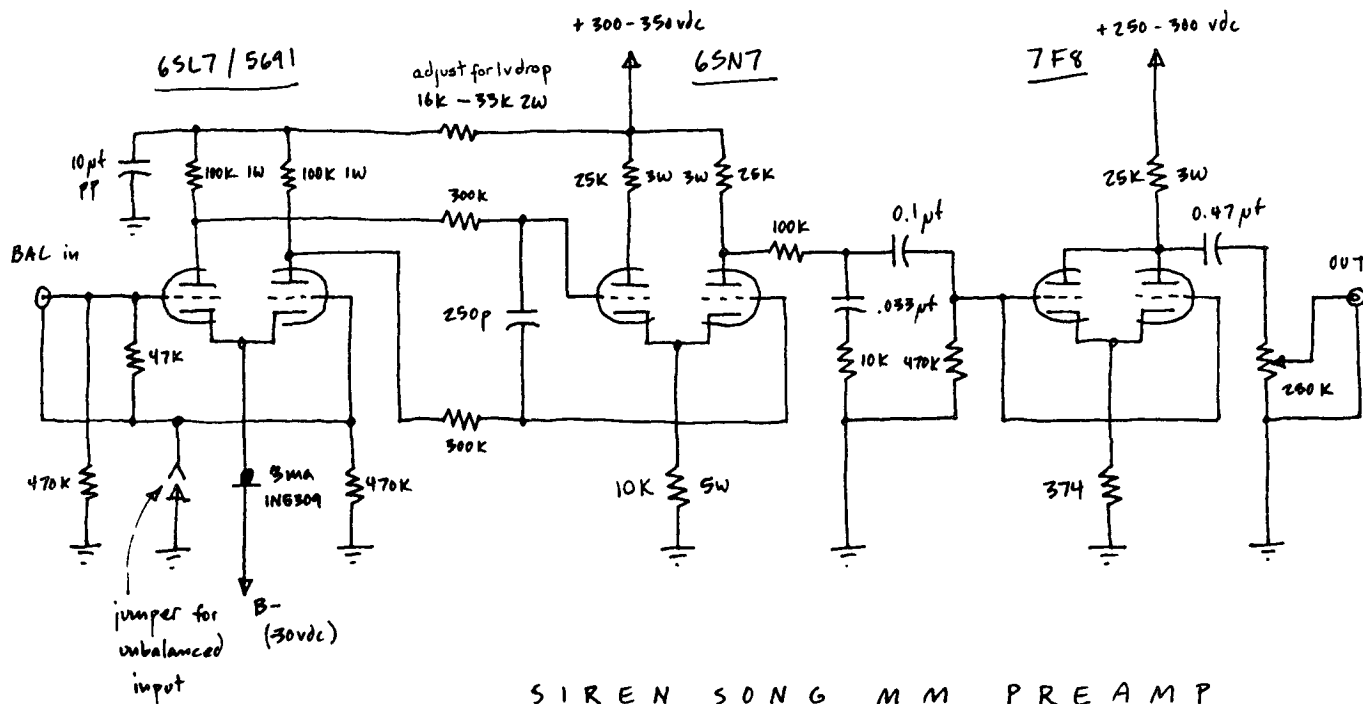 +300-350vdc
+250-300 vdc
6SL7/5691
6SN7
7F8
adjust for 1v drop
16K - 33K 2W
10µf
PP
100K 1W
100K 1W
25K
3W
3W
25K
25K
3W
300K
0.1µf
0.47µf
100K
BAL in
OUT
250p
.033µf
47K
10K
470K
250K
300K
470K
3ma
1N5309
470K
10K
5W
374
jumper for
unbalanced
input
B-
(-30vdc)
SIREN SONG MM PREAMP